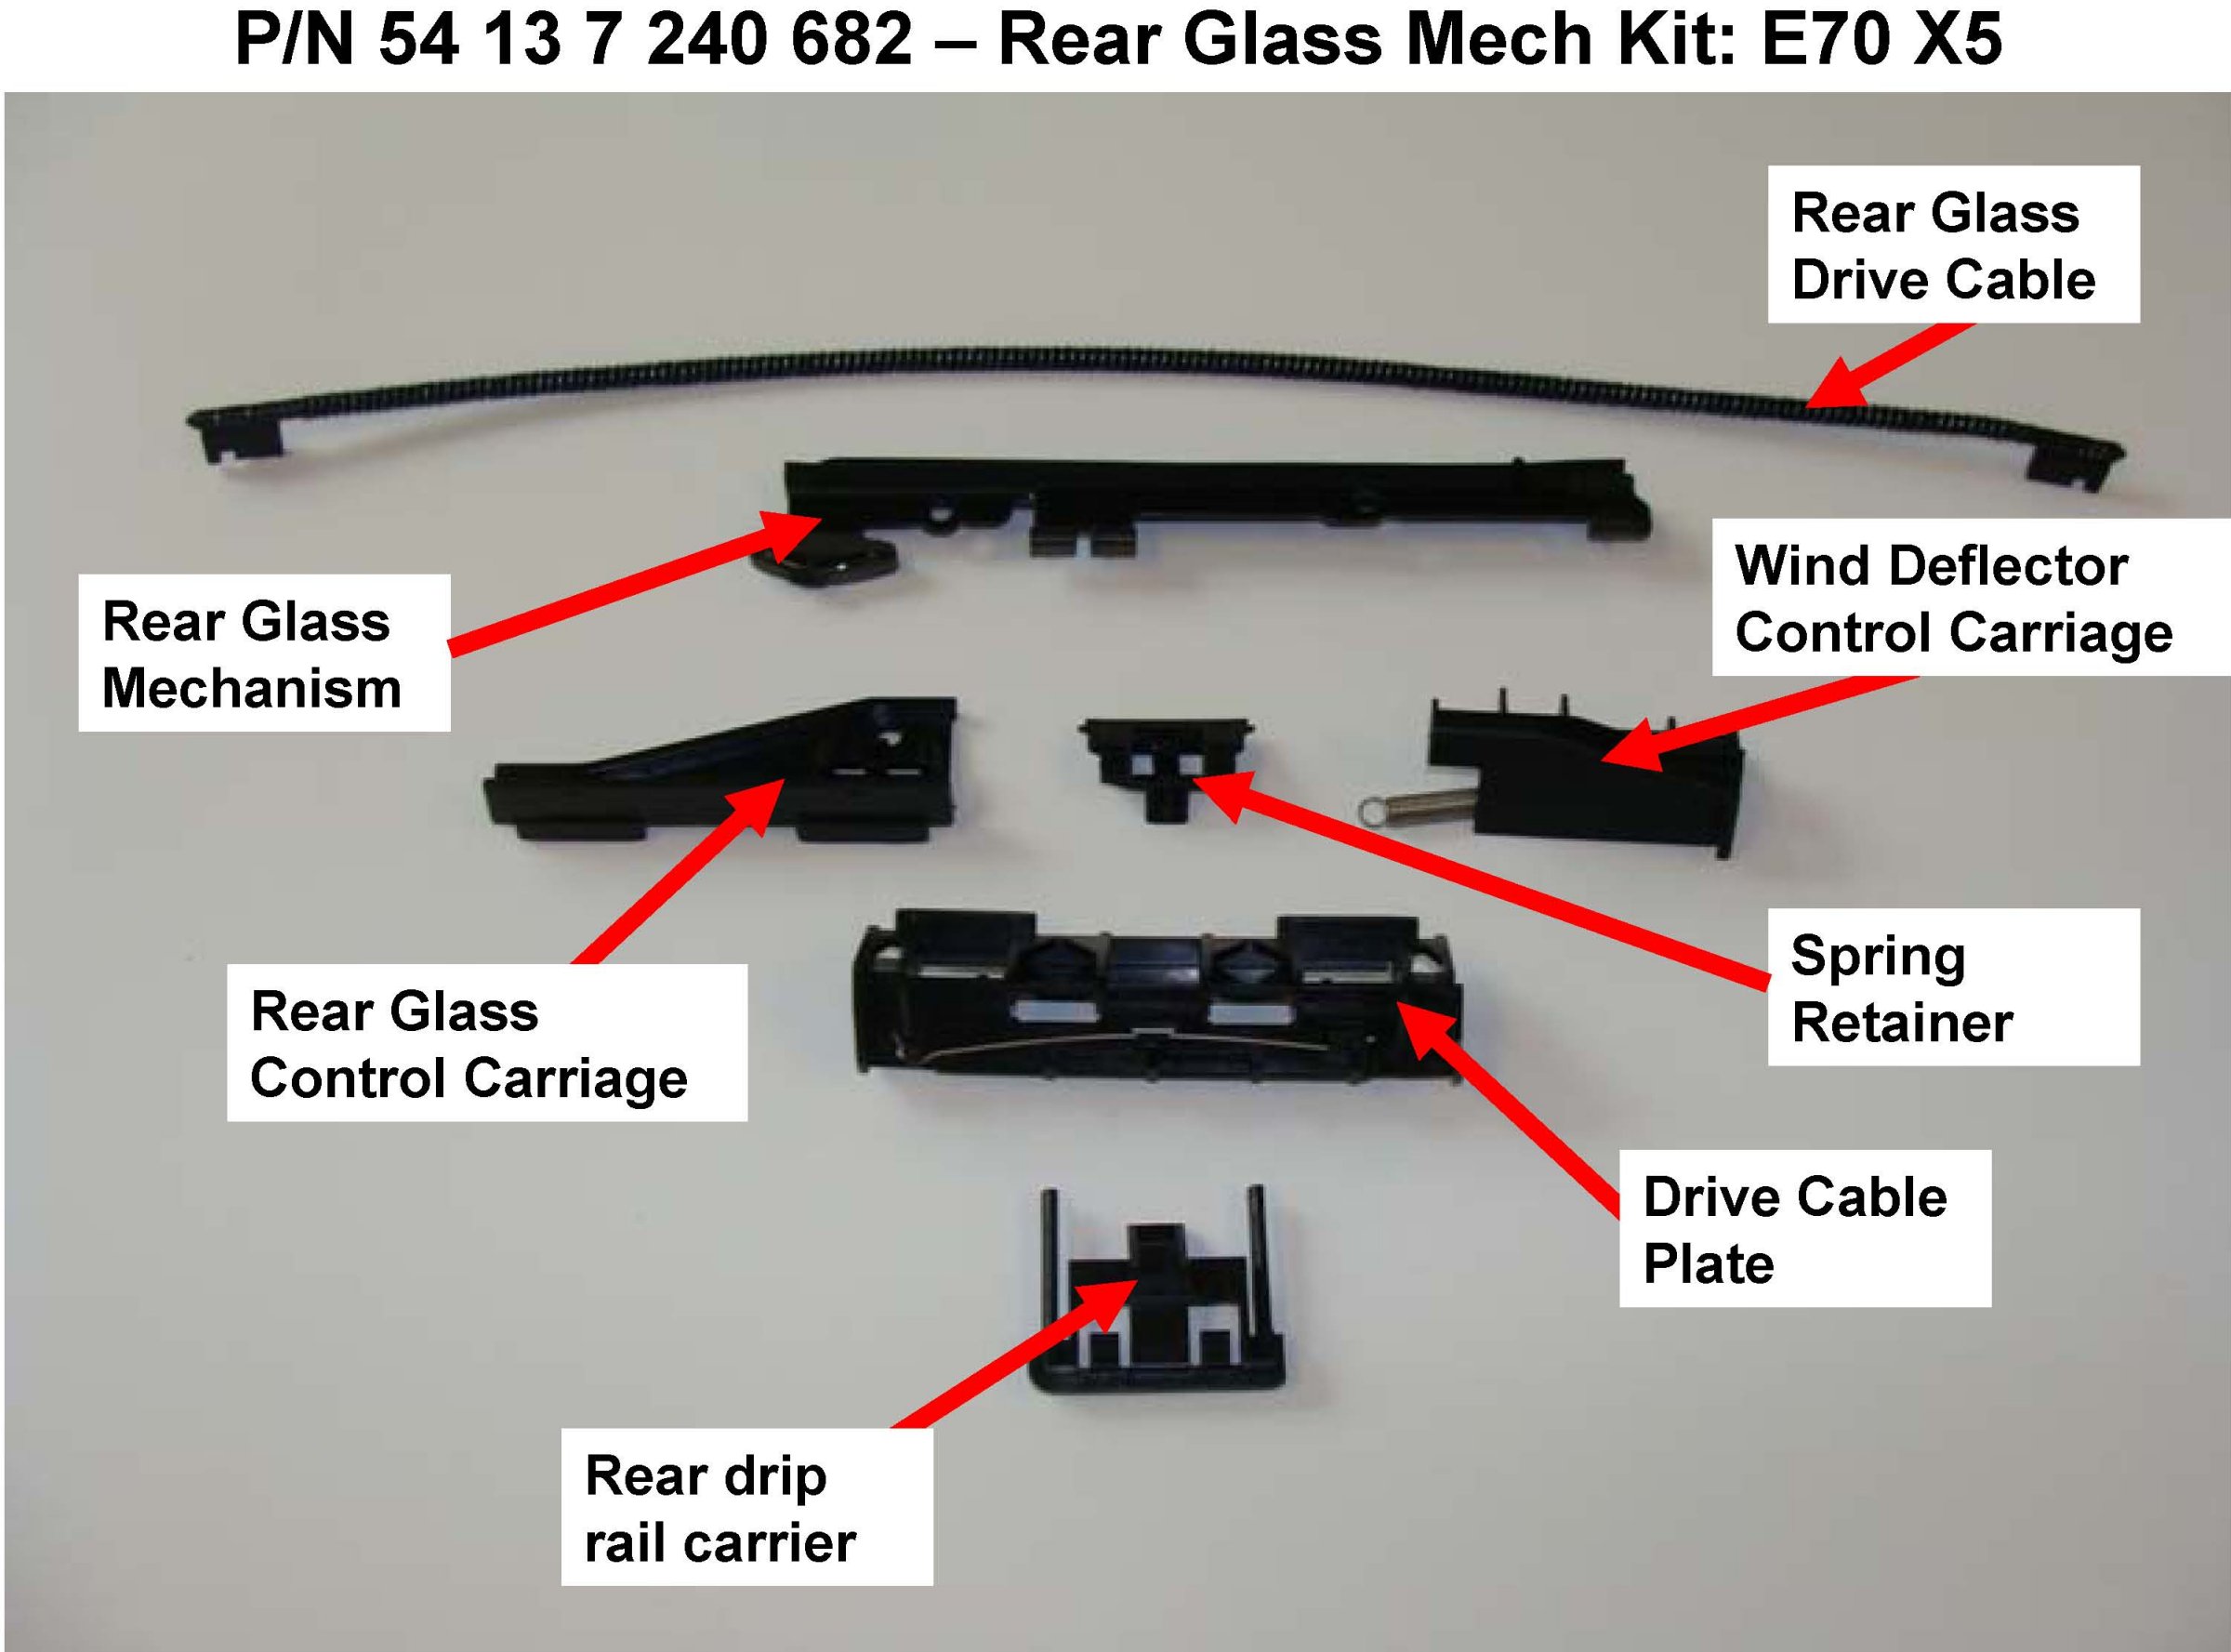 P/N 54 13 7 240 682 – Rear Glass Mech Kit: E70 X5
Rear Glass
Drive Cable
Wind Deflector
Control Carriage
Rear Glass
Mechanism
Spring
Retainer
Rear Glass
Control Carriage
Drive Cable
Plate
Rear drip
rail carrier